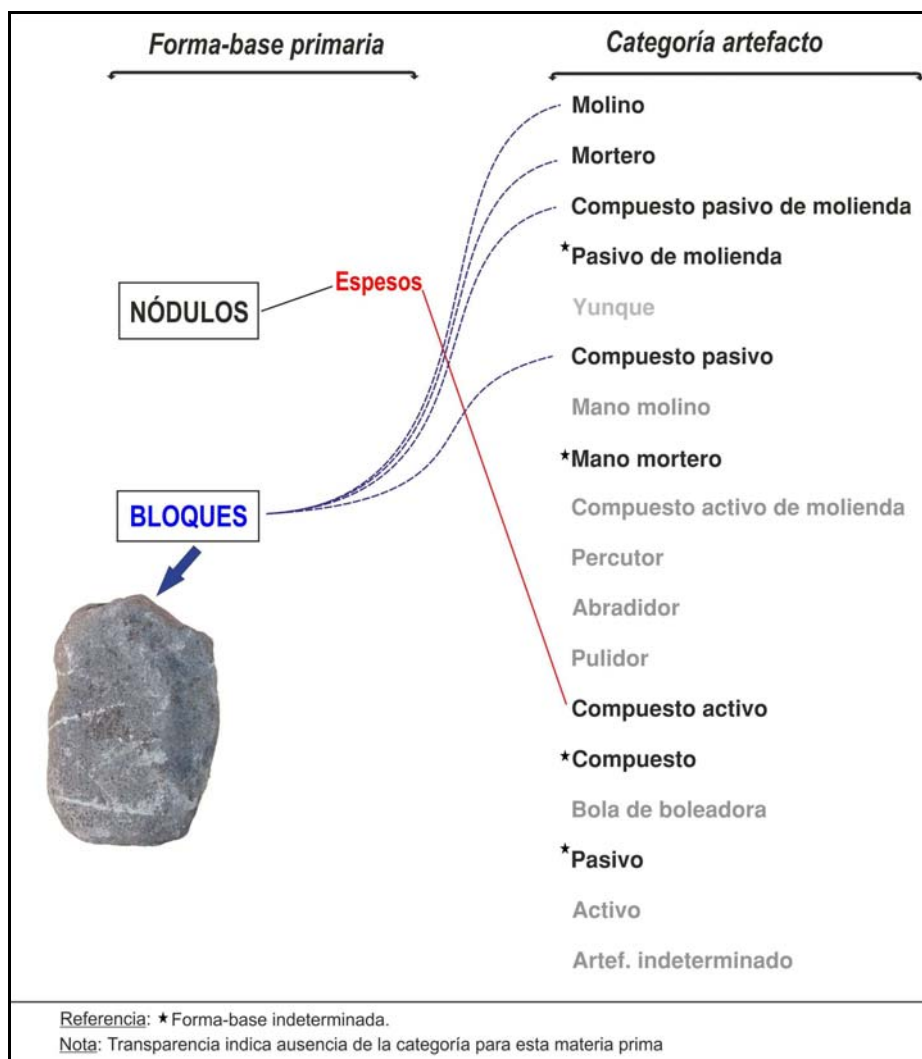 Forma-base primaria
Categoría artefacto
Molino
Mortero
Compuesto pasivo de molienda
★Pasivo de molienda
Espesos
NÓDULOS
Yunque
Compuesto pasivo
Mano molino
★Mano mortero
BLOQUES
Compuesto activo de molienda
Percutor
Abradidor
Pulidor
Compuesto activo
★Compuesto
Bola de boleadora
★Pasivo
Activo
Artef. indeterminado
Referencia: ★Forma-base indeterminada.
Nota: Transparencia indica ausencia de la categoría para esta materia prima